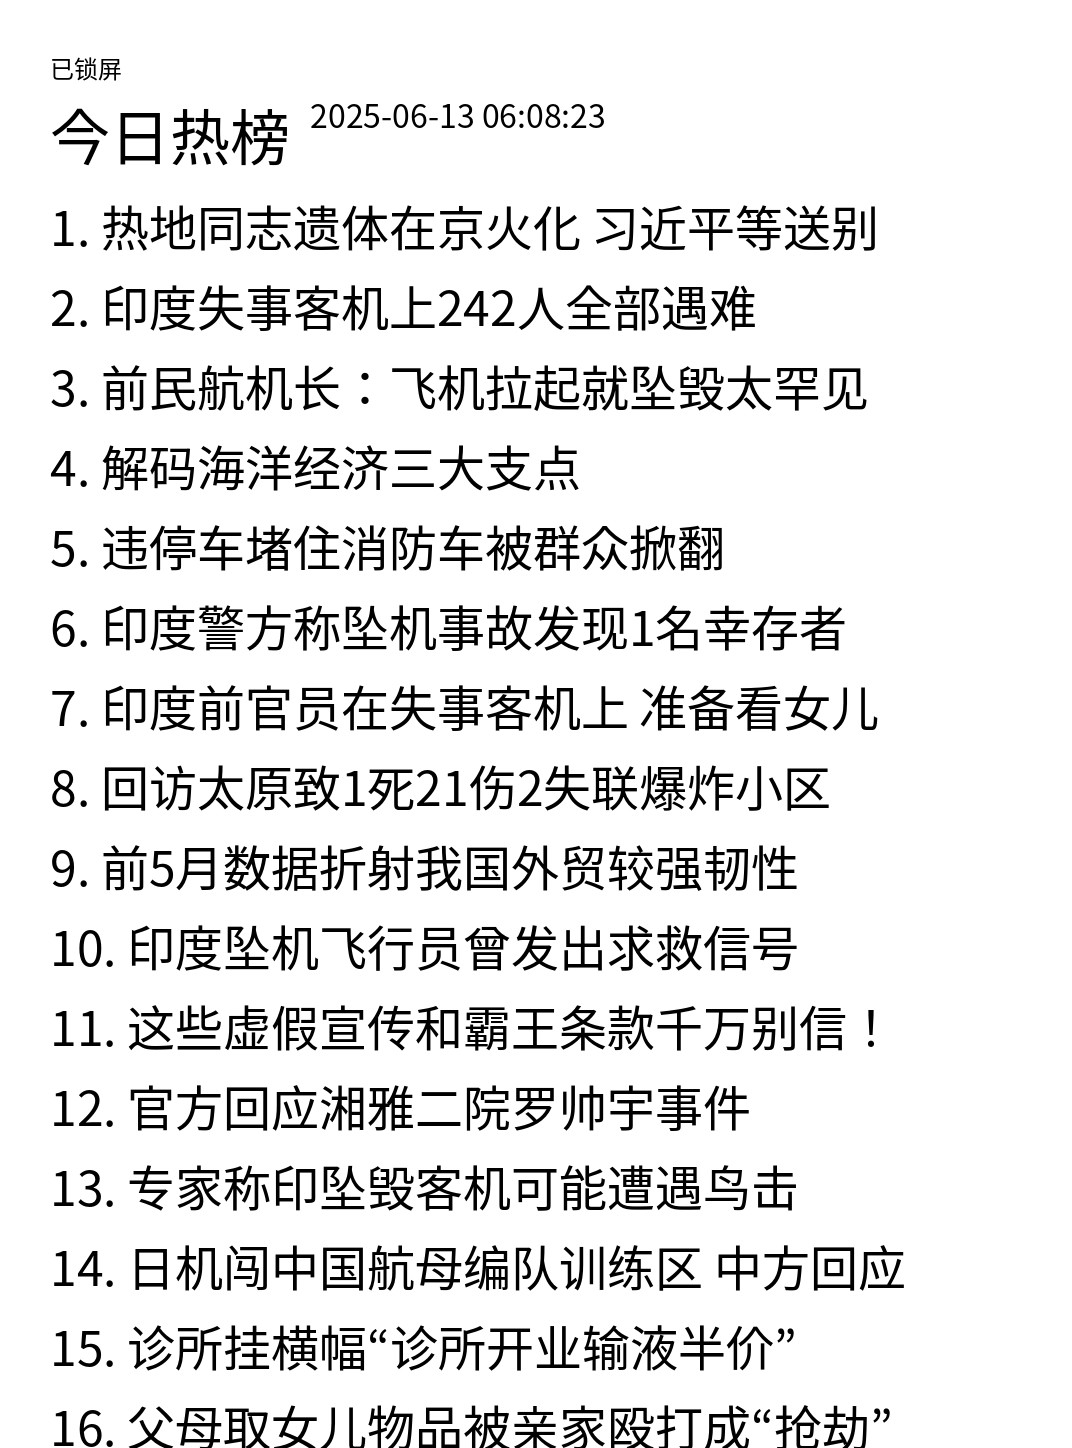 已锁屏
今日热榜 2025-06-13 06:08:23
1. 热地同志遗体在京火化 习近平等送别
2. 印度失事客机上242人全部遇难
3. 前民航机长：飞机拉起就坠毁太罕见
4. 解码海洋经济三大支点
5. 违停车堵住消防车被群众掀翻
6. 印度警方称坠机事故发现1名幸存者
7. 印度前官员在失事客机上 准备看女儿
8. 回访太原致1死21伤2失联爆炸小区
9. 前5月数据折射我国外贸较强韧性
10. 印度坠机飞行员曾发出求救信号
11. 这些虚假宣传和霸王条款千万别信！
12. 官方回应湘雅二院罗帅宇事件
13. 专家称印坠毁客机可能遭遇鸟击
14. 日机闯中国航母编队训练区 中方回应
15. 诊所挂横幅“诊所开业输液半价”
16. 父母取女儿物品被亲家殴打成“抢劫”